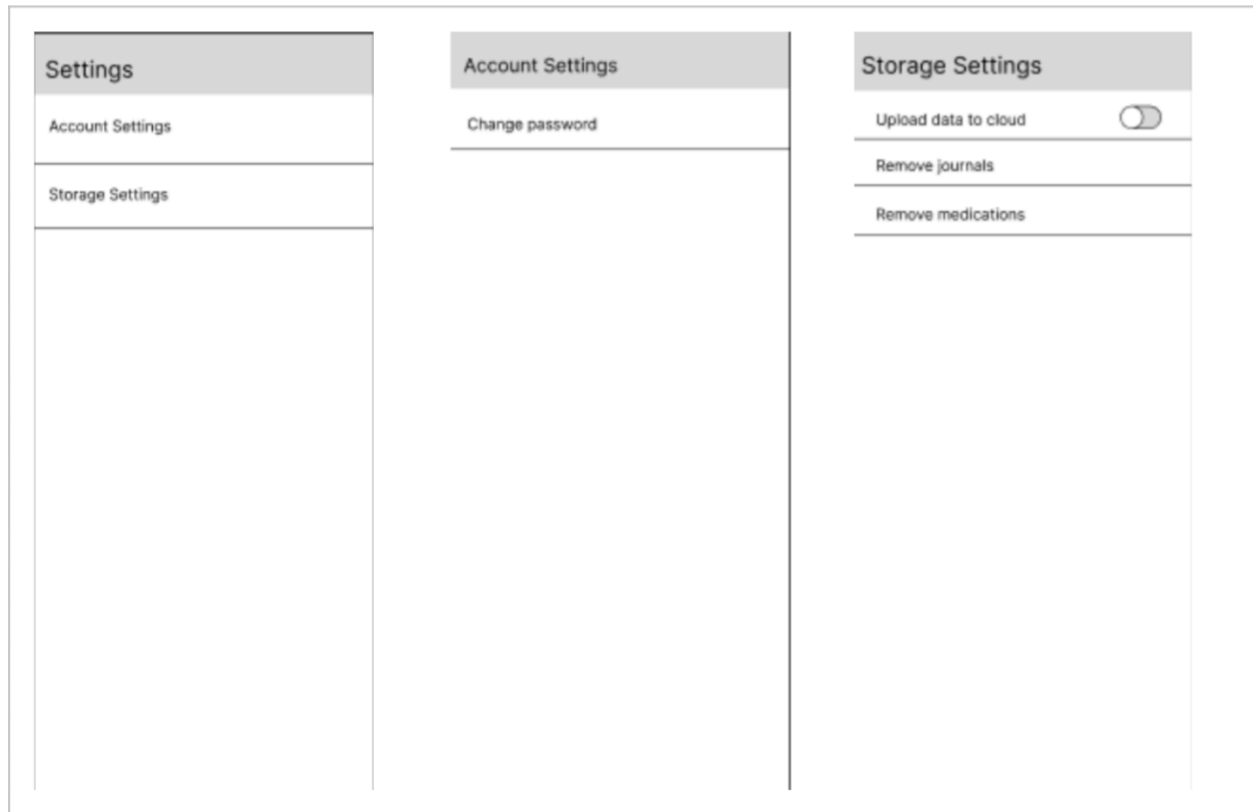 Settings
Account Settings
Storage Settings
Account Settings
Change password
Storage Settings
Upload data to cloud
Remove journals
Remove medications